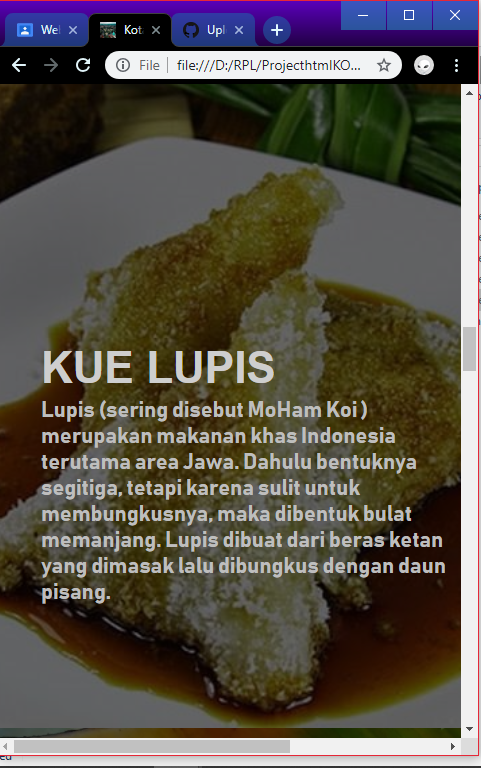 Wel
Kot
Uplo
File
file:///D:/RPL/ProjecthtmlKO...
KUE LUPIS
Lupis (sering disebut MoHam Koi )
merupakan makanan khas Indonesia
terutama area Jawa. Dahulu bentuknya
segitiga, tetapi karena sulit untuk
membungkusnya, maka dibentuk bulat
memanjang. Lupis dibuat dari beras ketan
yang dimasak lalu dibungkus dengan daun
pisang.
ed